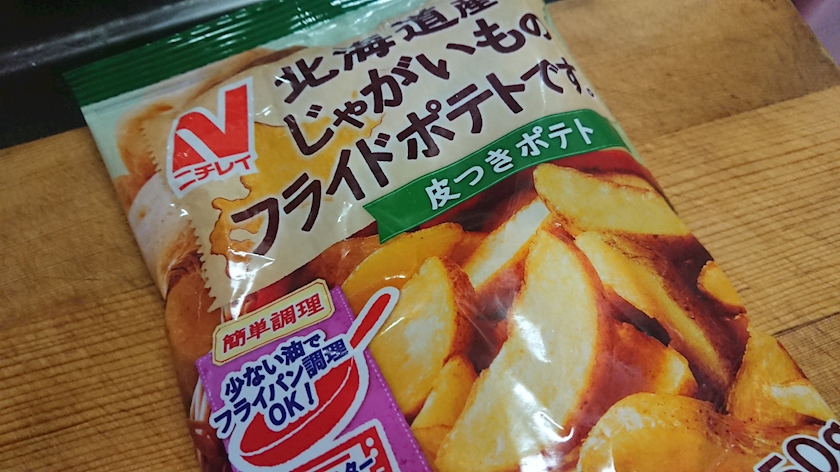 北海道産
じゃがいもの
フライドポテトです。
ニチレイ
皮つきポテト
簡単調理
少ない油で
フライパン調理
OK!
50g